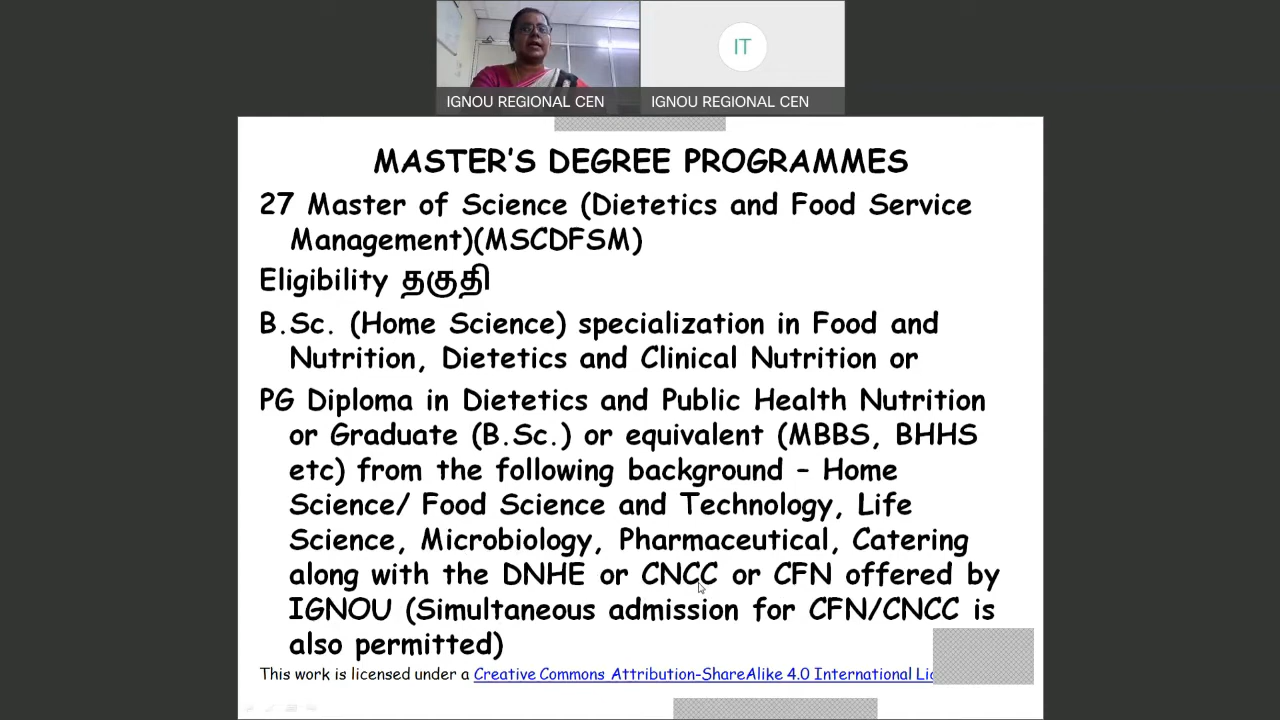 IT
IGNOU REGIONAL CEN
IGNOU REGIONAL CEN
MASTER'S DEGREE PROGRAMMES
27 Master of Science (Dietetics and Food Service
Management)(MSCDFSM)
Eligibility தகுதி
B.Sc. (Home Science) specialization in Food and
Nutrition, Dietetics and Clinical Nutrition or
PG Diploma in Dietetics and Public Health Nutrition
or Graduate (B.Sc.) or equivalent (MBBS, BHHS
etc) from the following background – Home
Science/ Food Science and Technology, Life
Science, Microbiology, Pharmaceutical, Catering
along with the DNHE or CNCC or CFN offered by
IGNOU (Simultaneous admission for CFN/CNCC is
also permitted)
This work is licensed under a Creative Commons Attribution-ShareAlike 4.0 International